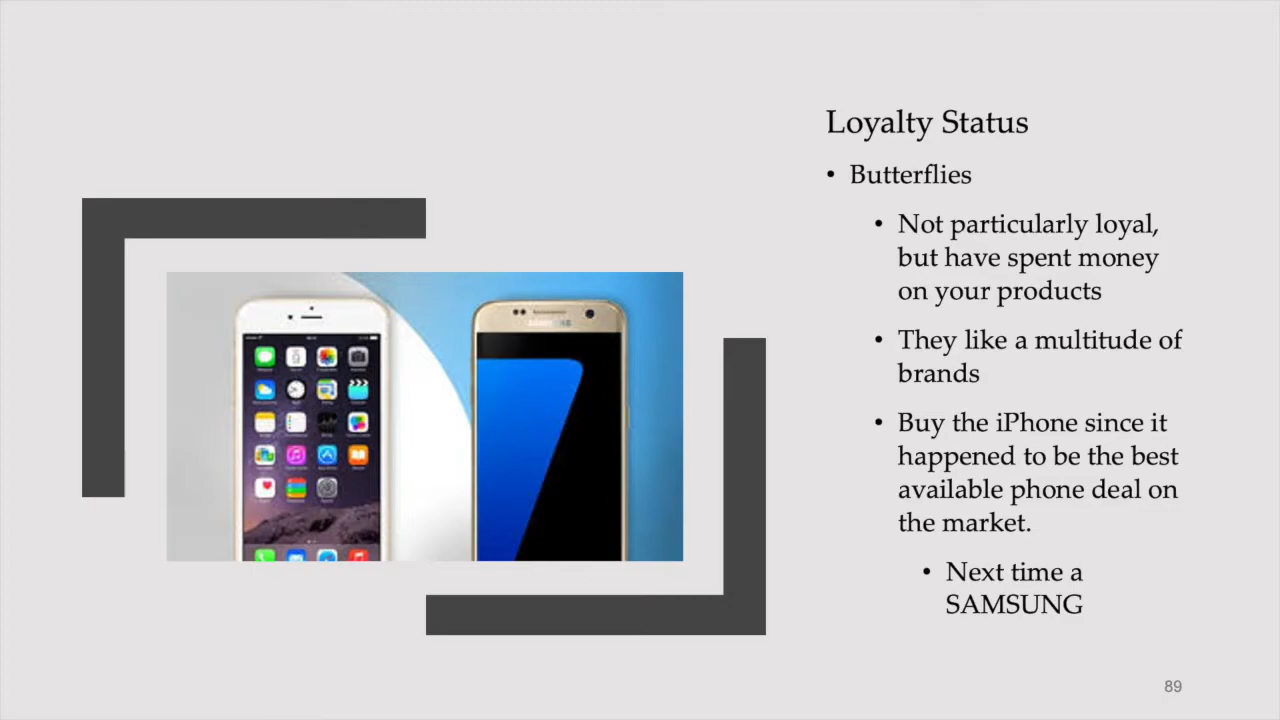 Loyalty Status
• Butterflies
• Not particularly loyal,
but have spent money
on your products
• They like a multitude of
brands
• Buy the iPhone since it
happened to be the best
available phone deal on
the market.
• Next time a
SAMSUNG
SAMSUNG
89